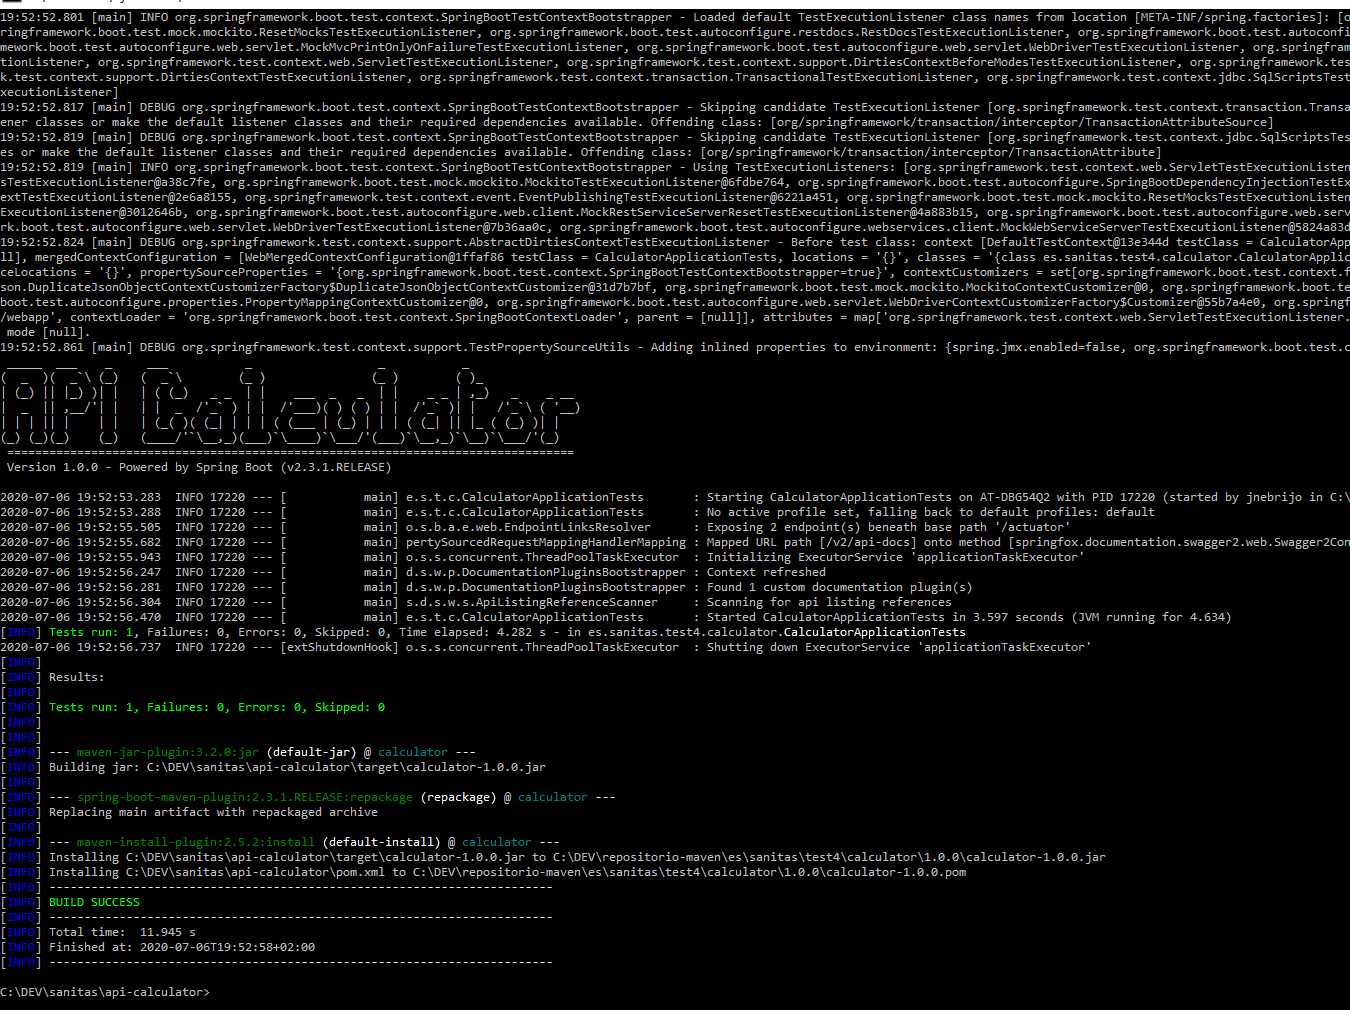 19:52:52.801 [main] INFO org.springframework.boot.test.context.SpringBootTestContextBootstrapper - Loaded default TestExecutionListener class names from location [META-INF/spring.factories]: [o
ringframework.boot.test.mock.mockito.ResetMocksTestExecutionListener, org.springframework.boot.test.autoconfigure.restdocs.RestDocsTestExecutionListener, org.springframework.boot.test.autoconfi
mework.boot.test.autoconfigure.web.servlet.MockMvcPrintOnlyOnFailureTestExecutionListener, org.springframework.boot.test.autoconfigure.web.servlet.WebDriverTestExecutionListener, org.springfram
tionListener, org.springframework.test.context.web.ServletTestExecutionListener, org.springframework.test.context.support.DirtiesContextBeforeModesTestExecutionListener, org.springframework.tes
k.test.context.support.DirtiesContextTestExecutionListener, org.springframework.test.context.transaction.TransactionalTestExecutionListener, org.springframework.test.context.jdbc.SqlScriptsTest
xecutionListener]
19:52:52.817 [main] DEBUG org.springframework.boot.test.context.SpringBootTestContextBootstrapper - Skipping candidate TestExecutionListener [org.springframework.test.context.transaction.Transa
ener classes or make the default listener classes and their required dependencies available. Offending class: [org/springframework/transaction/interceptor/TransactionAttributeSource]
19:52:52.819 [main] DEBUG org.springframework.boot.test.context.SpringBootTestContextBootstrapper - Skipping candidate TestExecutionListener [org.springframework.test.context.jdbc.SqlScriptsTes
es or make the default listener classes and their required dependencies available. Offending class: [org/springframework/transaction/interceptor/TransactionAttribute]
19:52:52.819 [main] INFO org.springframework.boot.test.context.SpringBootTestContextBootstrapper - Using TestExecutionListeners: [org.springframework.test.context.web.ServletTestExecutionListen
sTestExecutionListener@a38c7fe, org.springframework.boot.test.mock.mockito.MockitoTestExecutionListener@6fdbe764, org.springframework.boot.test.autoconfigure.SpringBootDependencyInjectionTestEx
extTestExecutionListener@2e6a8155, org.springframework.test.context.event.EventPublishingTestExecutionListener@6221a451, org.springframework.boot.test.mock.mockito.ResetMocksTestExecutionListen
ExecutionListener@3012646b, org.springframework.boot.test.autoconfigure.web.client.MockRestServiceServerResetTestExecutionListener@4a883b15, org.springframework.boot.test.autoconfigure.web.serv
rk.boot.test.autoconfigure.web.servlet.WebDriverTestExecutionListener@7b36aa0c, org.springframework.boot.test.autoconfigure.webservices.client.MockWebServiceServerTestExecutionListener@5824a83d
19:52:52.824 [main] DEBUG org.springframework.test.context.support.AbstractDirtiesContextTestExecutionListener - Before test class: context [DefaultTestContext@13e344d testClass = CalculatorApp
ll], mergedContextConfiguration = [WebMergedContextConfiguration@1ffaf86 testClass = CalculatorApplicationTests, locations = '{}', classes = '{class es.sanitas.test4.calculator.CalculatorApplic
ceLocations = '{}', propertySourceProperties = '{org.springframework.boot.test.context.SpringBootTestContextBootstrapper=true}', contextCustomizers = set[org.springframework.boot.test.context.f
son.DuplicateJsonObjectContextCustomizerFactory$DuplicateJsonObjectContextCustomizer@31d7b7bf, org.springframework.boot.test.mock.mockito.MockitoContextCustomizer@0, org.springframework.boot.te
boot.test.autoconfigure.properties.PropertyMappingContextCustomizer@0, org.springframework.boot.test.autoconfigure.web.servlet.WebDriverContextCustomizerFactory$Customizer@55b7a4e0, org.springf
/webapp', contextLoader = 'org.springframework.boot.test.context.SpringBootContextLoader', parent = [null]], attributes = map['org.springframework.test.context.web.ServletTestExecutionListener.
mode [null].
19:52:52.861 [main] DEBUG org.springframework.test.context.support.TestPropertySourceUtils - Adding inlined properties to environment: {spring.jmx.enabled=false, org.springframework.boot.test.c
API Calculator
Version 1.0.0 - Powered by Spring Boot (v2.3.1.RELEASE)
2020-07-06 19:52:53.283  INFO 17220 --- [           main] e.s.t.c.CalculatorApplicationTests       : Starting CalculatorApplicationTests on AT-DBG54Q2 with PID 17220 (started by jnebrijo in C:\
2020-07-06 19:52:53.288  INFO 17220 --- [           main] e.s.t.c.CalculatorApplicationTests       : No active profile set, falling back to default profiles: default
2020-07-06 19:52:55.505  INFO 17220 --- [           main] o.s.b.a.e.web.EndpointLinksResolver      : Exposing 2 endpoint(s) beneath base path '/actuator'
2020-07-06 19:52:55.682  INFO 17220 --- [           main] pertySourcedRequestMappingHandlerMapping : Mapped URL path [/v2/api-docs] onto method [springfox.documentation.swagger2.web.Swagger2Con
2020-07-06 19:52:55.943  INFO 17220 --- [           main] o.s.s.concurrent.ThreadPoolTaskExecutor  : Initializing ExecutorService 'applicationTaskExecutor'
2020-07-06 19:52:56.247  INFO 17220 --- [           main] d.s.w.p.DocumentationPluginsBootstrapper : Context refreshed
2020-07-06 19:52:56.281  INFO 17220 --- [           main] d.s.w.p.DocumentationPluginsBootstrapper : Found 1 custom documentation plugin(s)
2020-07-06 19:52:56.304  INFO 17220 --- [           main] s.d.s.w.s.ApiListingReferenceScanner     : Scanning for api listing references
2020-07-06 19:52:56.470  INFO 17220 --- [           main] e.s.t.c.CalculatorApplicationTests       : Started CalculatorApplicationTests in 3.597 seconds (JVM running for 4.634)
[INFO] Tests run: 1, Failures: 0, Errors: 0, Skipped: 0, Time elapsed: 4.282 s - in es.sanitas.test4.calculator.CalculatorApplicationTests
2020-07-06 19:52:56.737  INFO 17220 --- [extShutdownHook] o.s.s.concurrent.ThreadPoolTaskExecutor  : Shutting down ExecutorService 'applicationTaskExecutor'
[INFO]
[INFO] Results:
[INFO]
[INFO] Tests run: 1, Failures: 0, Errors: 0, Skipped: 0
[INFO]
[INFO]
[INFO] --- maven-jar-plugin:3.2.0:jar (default-jar) @ calculator ---
[INFO] Building jar: C:\DEV\sanitas\api-calculator\target\calculator-1.0.0.jar
[INFO]
[INFO] --- spring-boot-maven-plugin:2.3.1.RELEASE:repackage (repackage) @ calculator ---
[INFO] Replacing main artifact with repackaged archive
[INFO]
[INFO] --- maven-install-plugin:2.5.2:install (default-install) @ calculator ---
[INFO] Installing C:\DEV\sanitas\api-calculator\target\calculator-1.0.0.jar to C:\DEV\repositorio-maven\es\sanitas\test4\calculator\1.0.0\calculator-1.0.0.jar
[INFO] Installing C:\DEV\sanitas\api-calculator\pom.xml to C:\DEV\repositorio-maven\es\sanitas\test4\calculator\1.0.0\calculator-1.0.0.pom
[INFO] ------------------------------------------------------------------------
[INFO] BUILD SUCCESS
[INFO] ------------------------------------------------------------------------
[INFO] Total time:  11.945 s
[INFO] Finished at: 2020-07-06T19:52:58+02:00
[INFO] ------------------------------------------------------------------------
C:\DEV\sanitas\api-calculator>